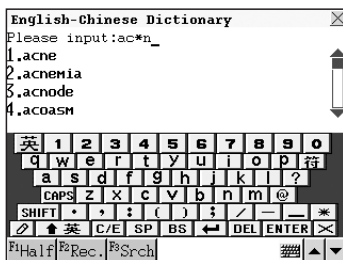 English-Chinese Dictionary
Please input:ac*n_
1.acne
2.acnemia
3.acnode
4.acoasm
英 1 2 3 4 5 6 7 8 9 0
q w e r t y u i o p 符
a s d f g h j k l ?
CAPS z x c v b n m @
SHIFT • , : ( ) ; / — _ *
英 C/E SP BS DEL ENTER
F1Half F2Rec. F3Srch